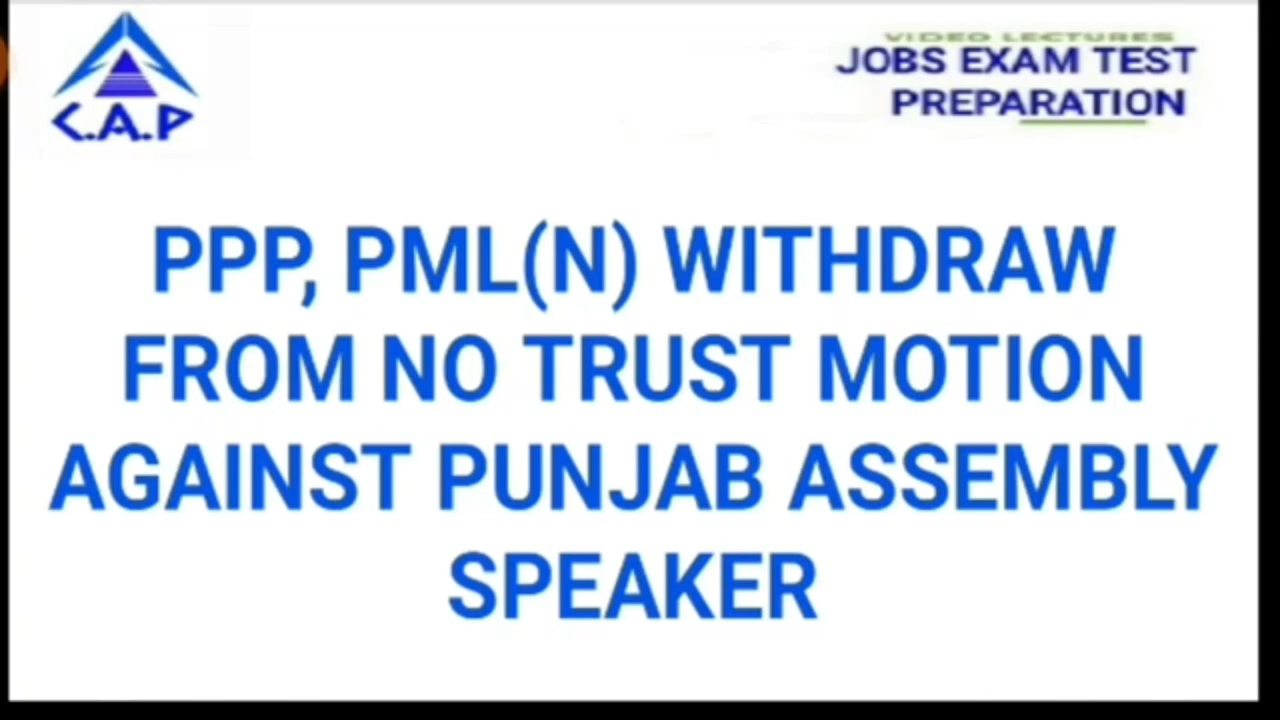 C.A.P
VIDEO LECTURES
JOBS EXAM TEST
PREPARATION
PPP, PML(N) WITHDRAW
FROM NO TRUST MOTION
AGAINST PUNJAB ASSEMBLY
SPEAKER